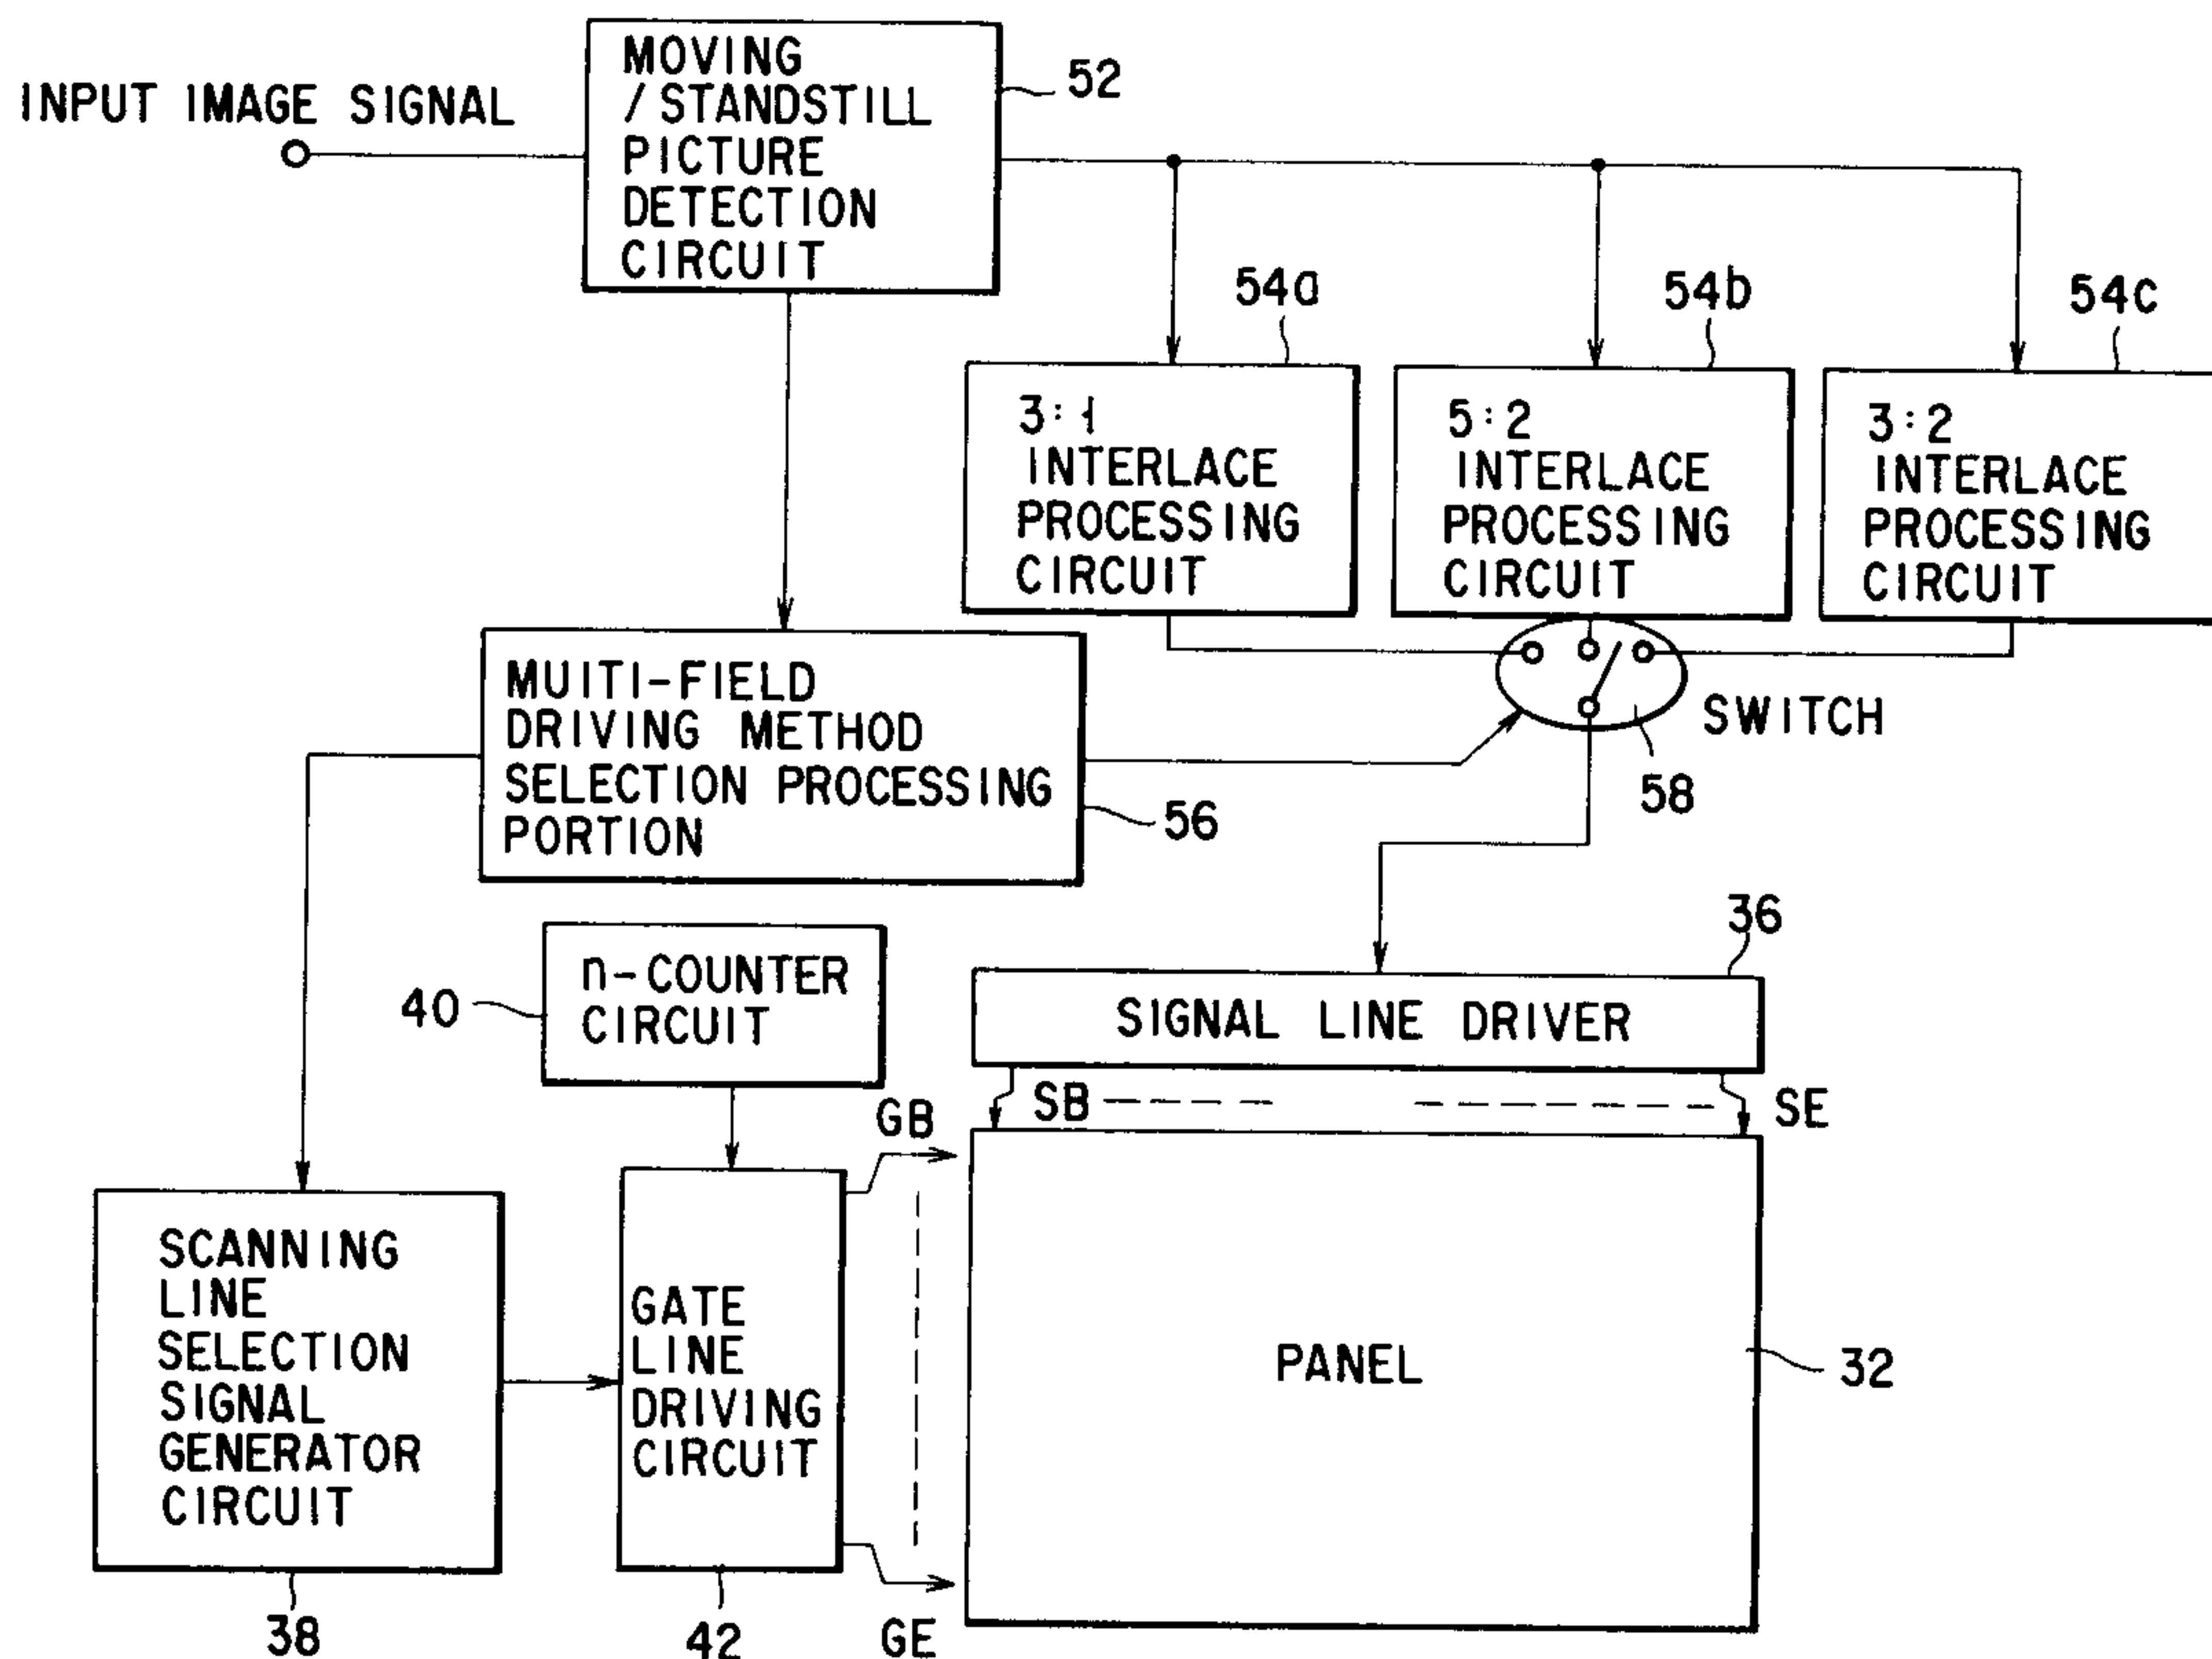 INPUT IMAGE SIGNAL
MOVING
/STANDSTILL
PICTURE
DETECTION
CIRCUIT
52
54a
54b
54c
3:1
INTERLACE
PROCESSING
CIRCUIT
5:2
INTERLACE
PROCESSING
CIRCUIT
3:2
INTERLACE
PROCESSING
CIRCUIT
MUITI-FIELD
DRIVING METHOD
SELECTION PROCESSING
PORTION
56
SWITCH
58
40
n-COUNTER
CIRCUIT
36
SIGNAL LINE DRIVER
SB
SE
GB
GE
SCANNING
LINE
SELECTION
SIGNAL
GENERATOR
CIRCUIT
38
GATE
LINE
DRIVING
CIRCUIT
42
PANEL
32